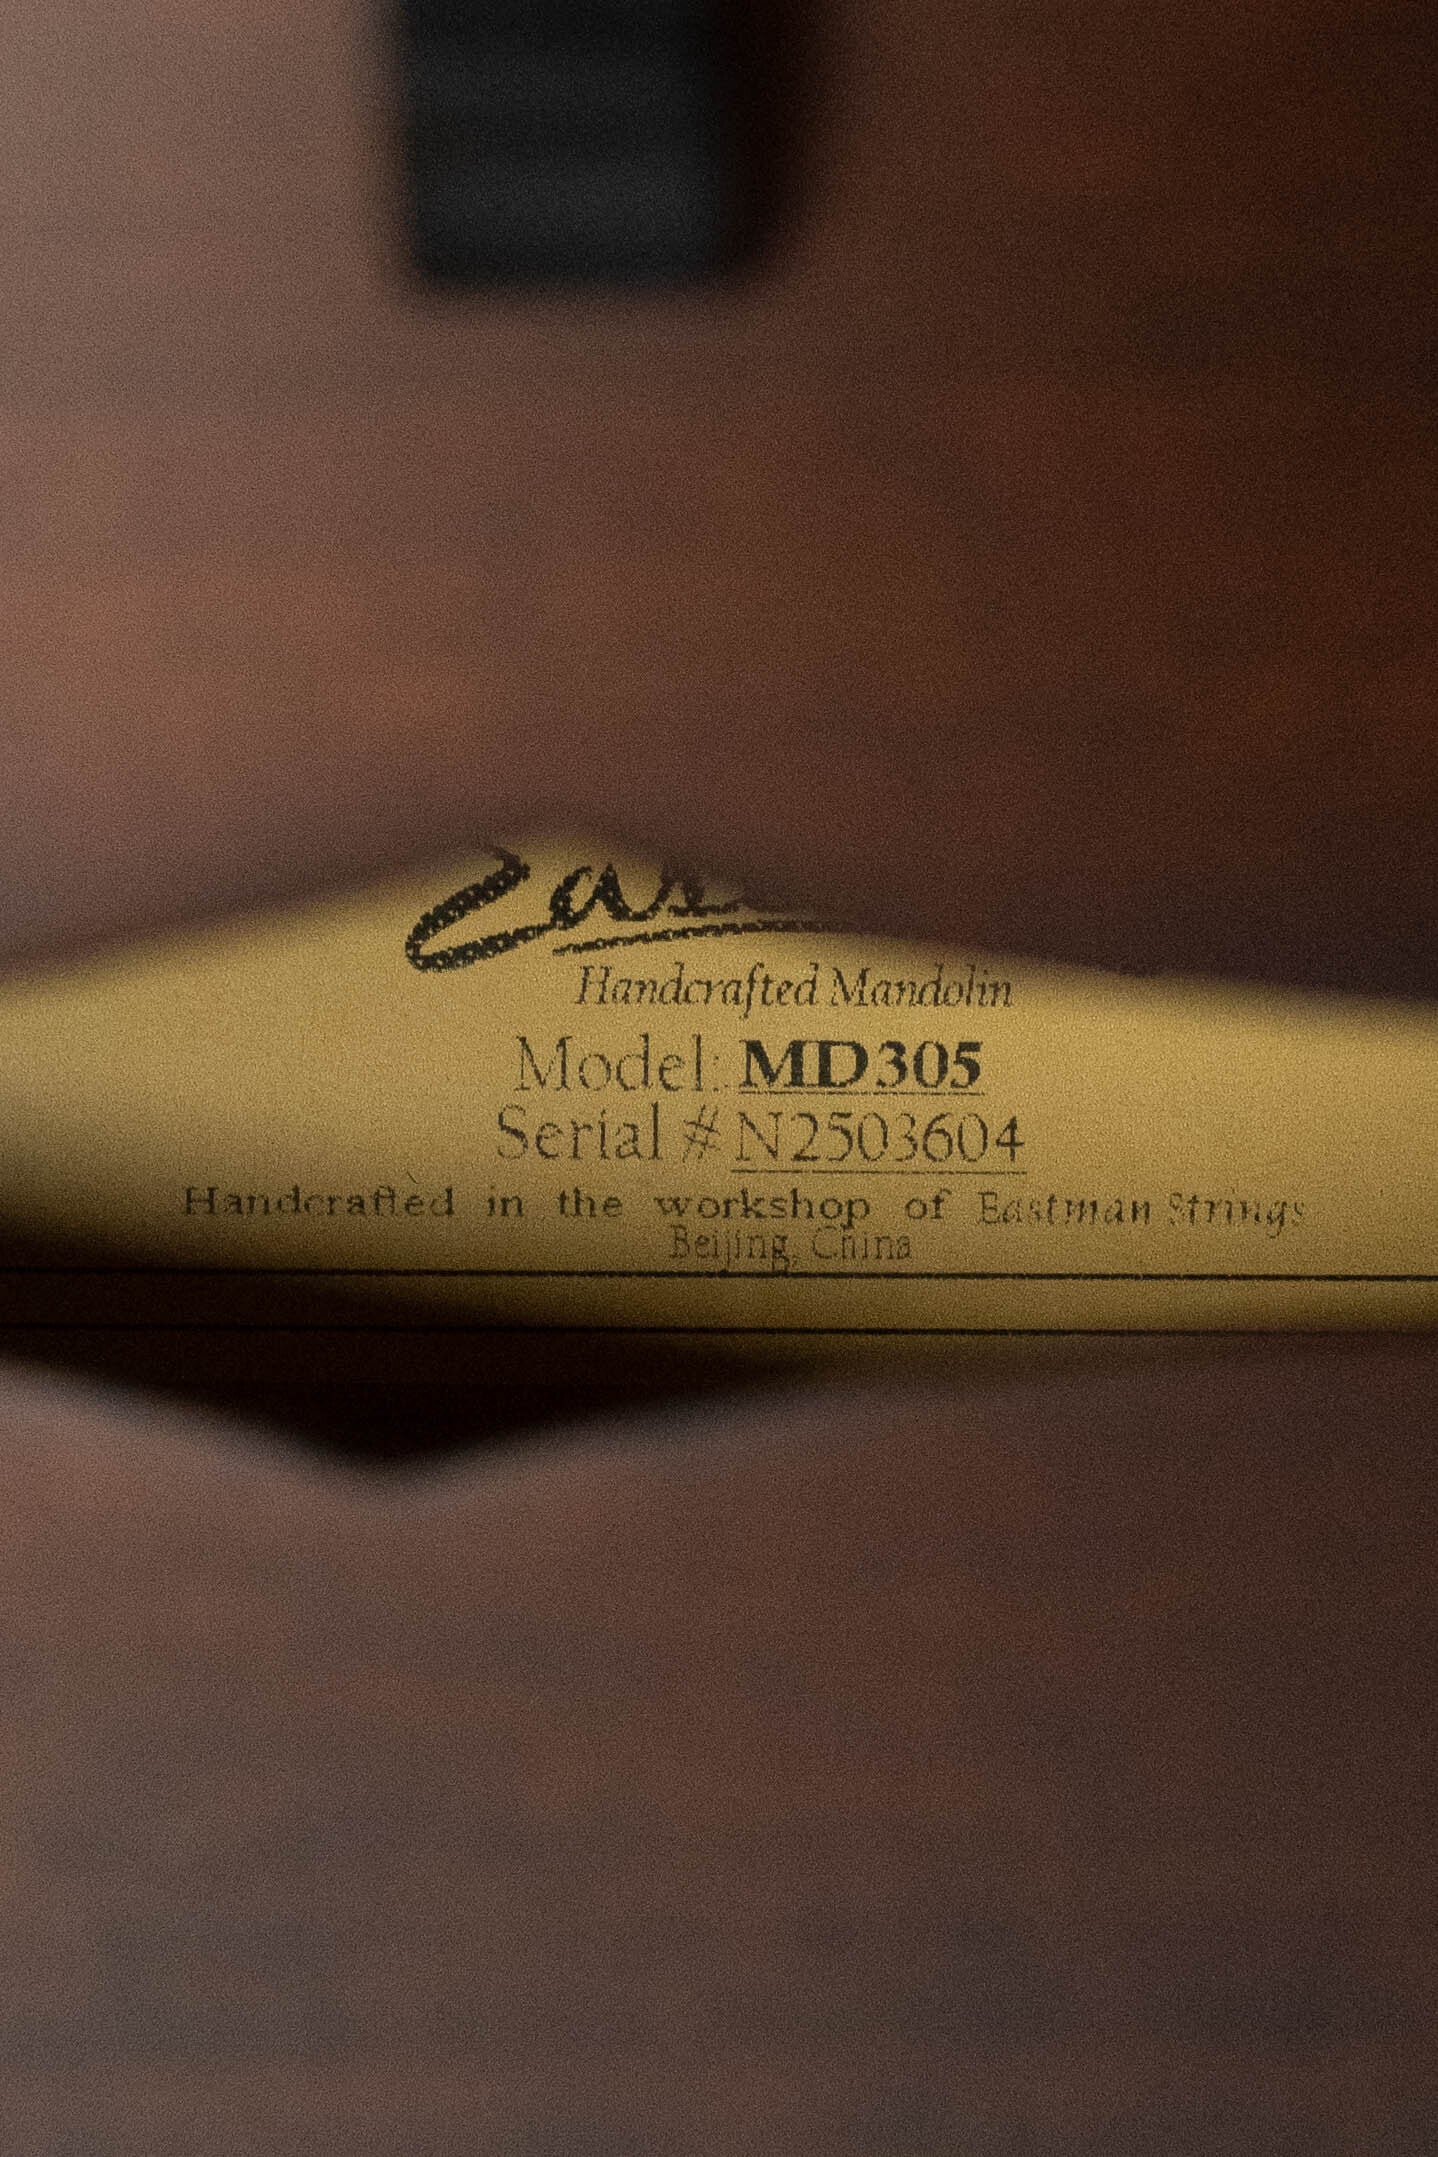 Handcrafted Mandolin
Model: MD305
Serial # N2503604
Handcrafted in the workshop of Eastman Strings
Beijing, China